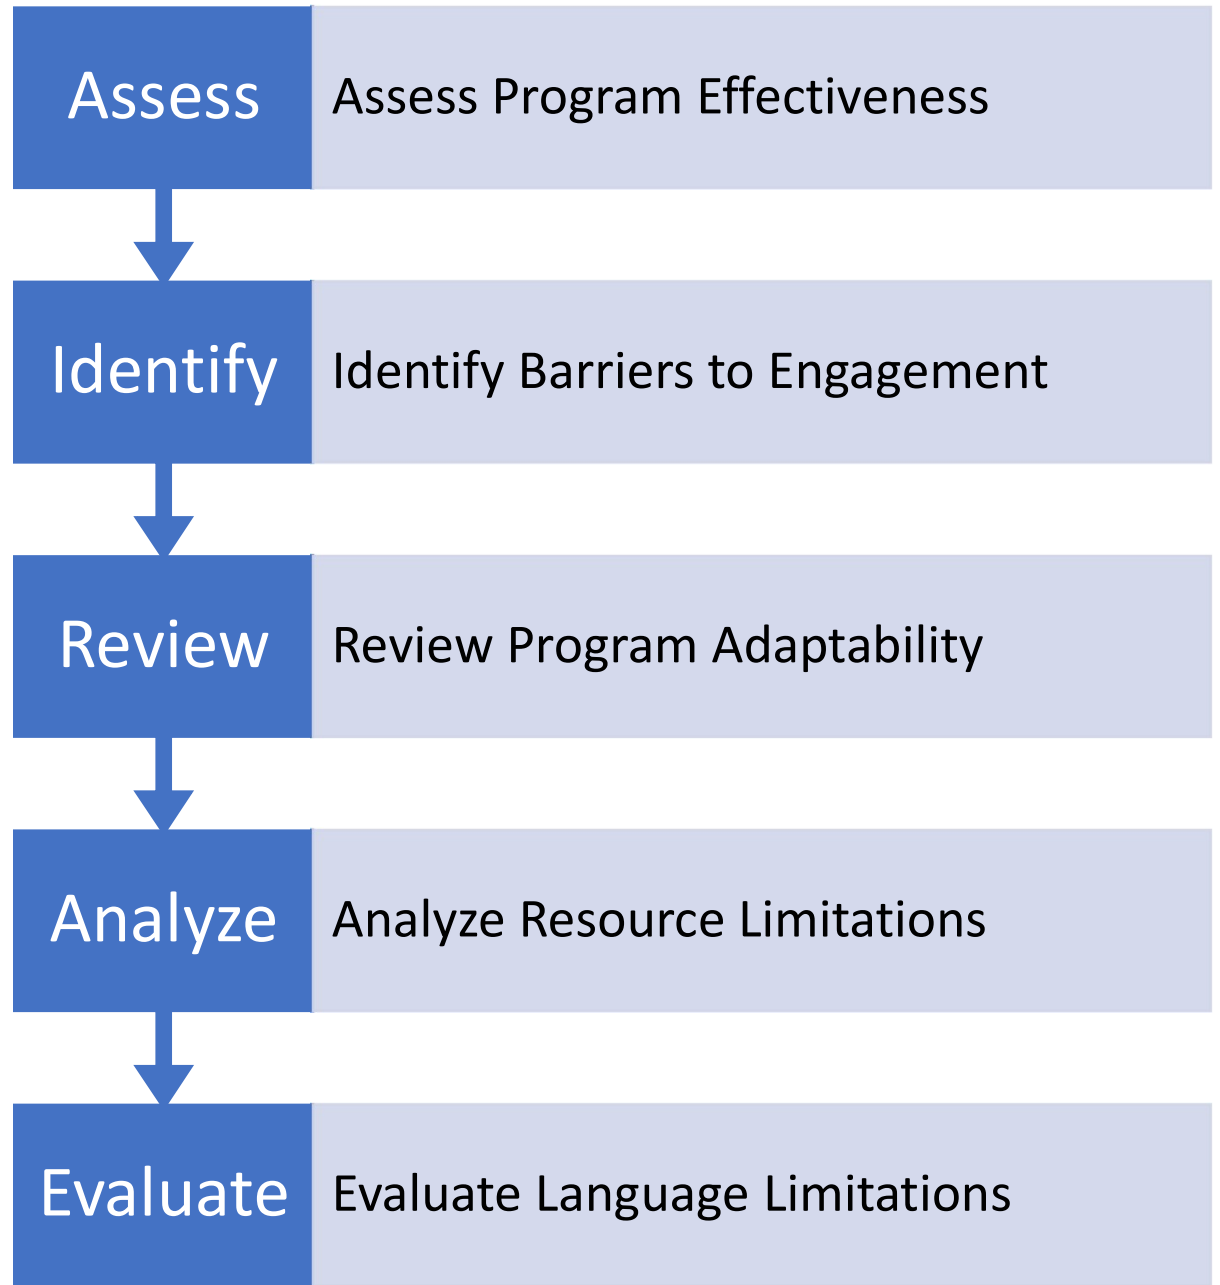 Assess
Assess Program Effectiveness
Identify
Identify Barriers to Engagement
Review
Review Program Adaptability
Analyze
Analyze Resource Limitations
Evaluate
Evaluate Language Limitations